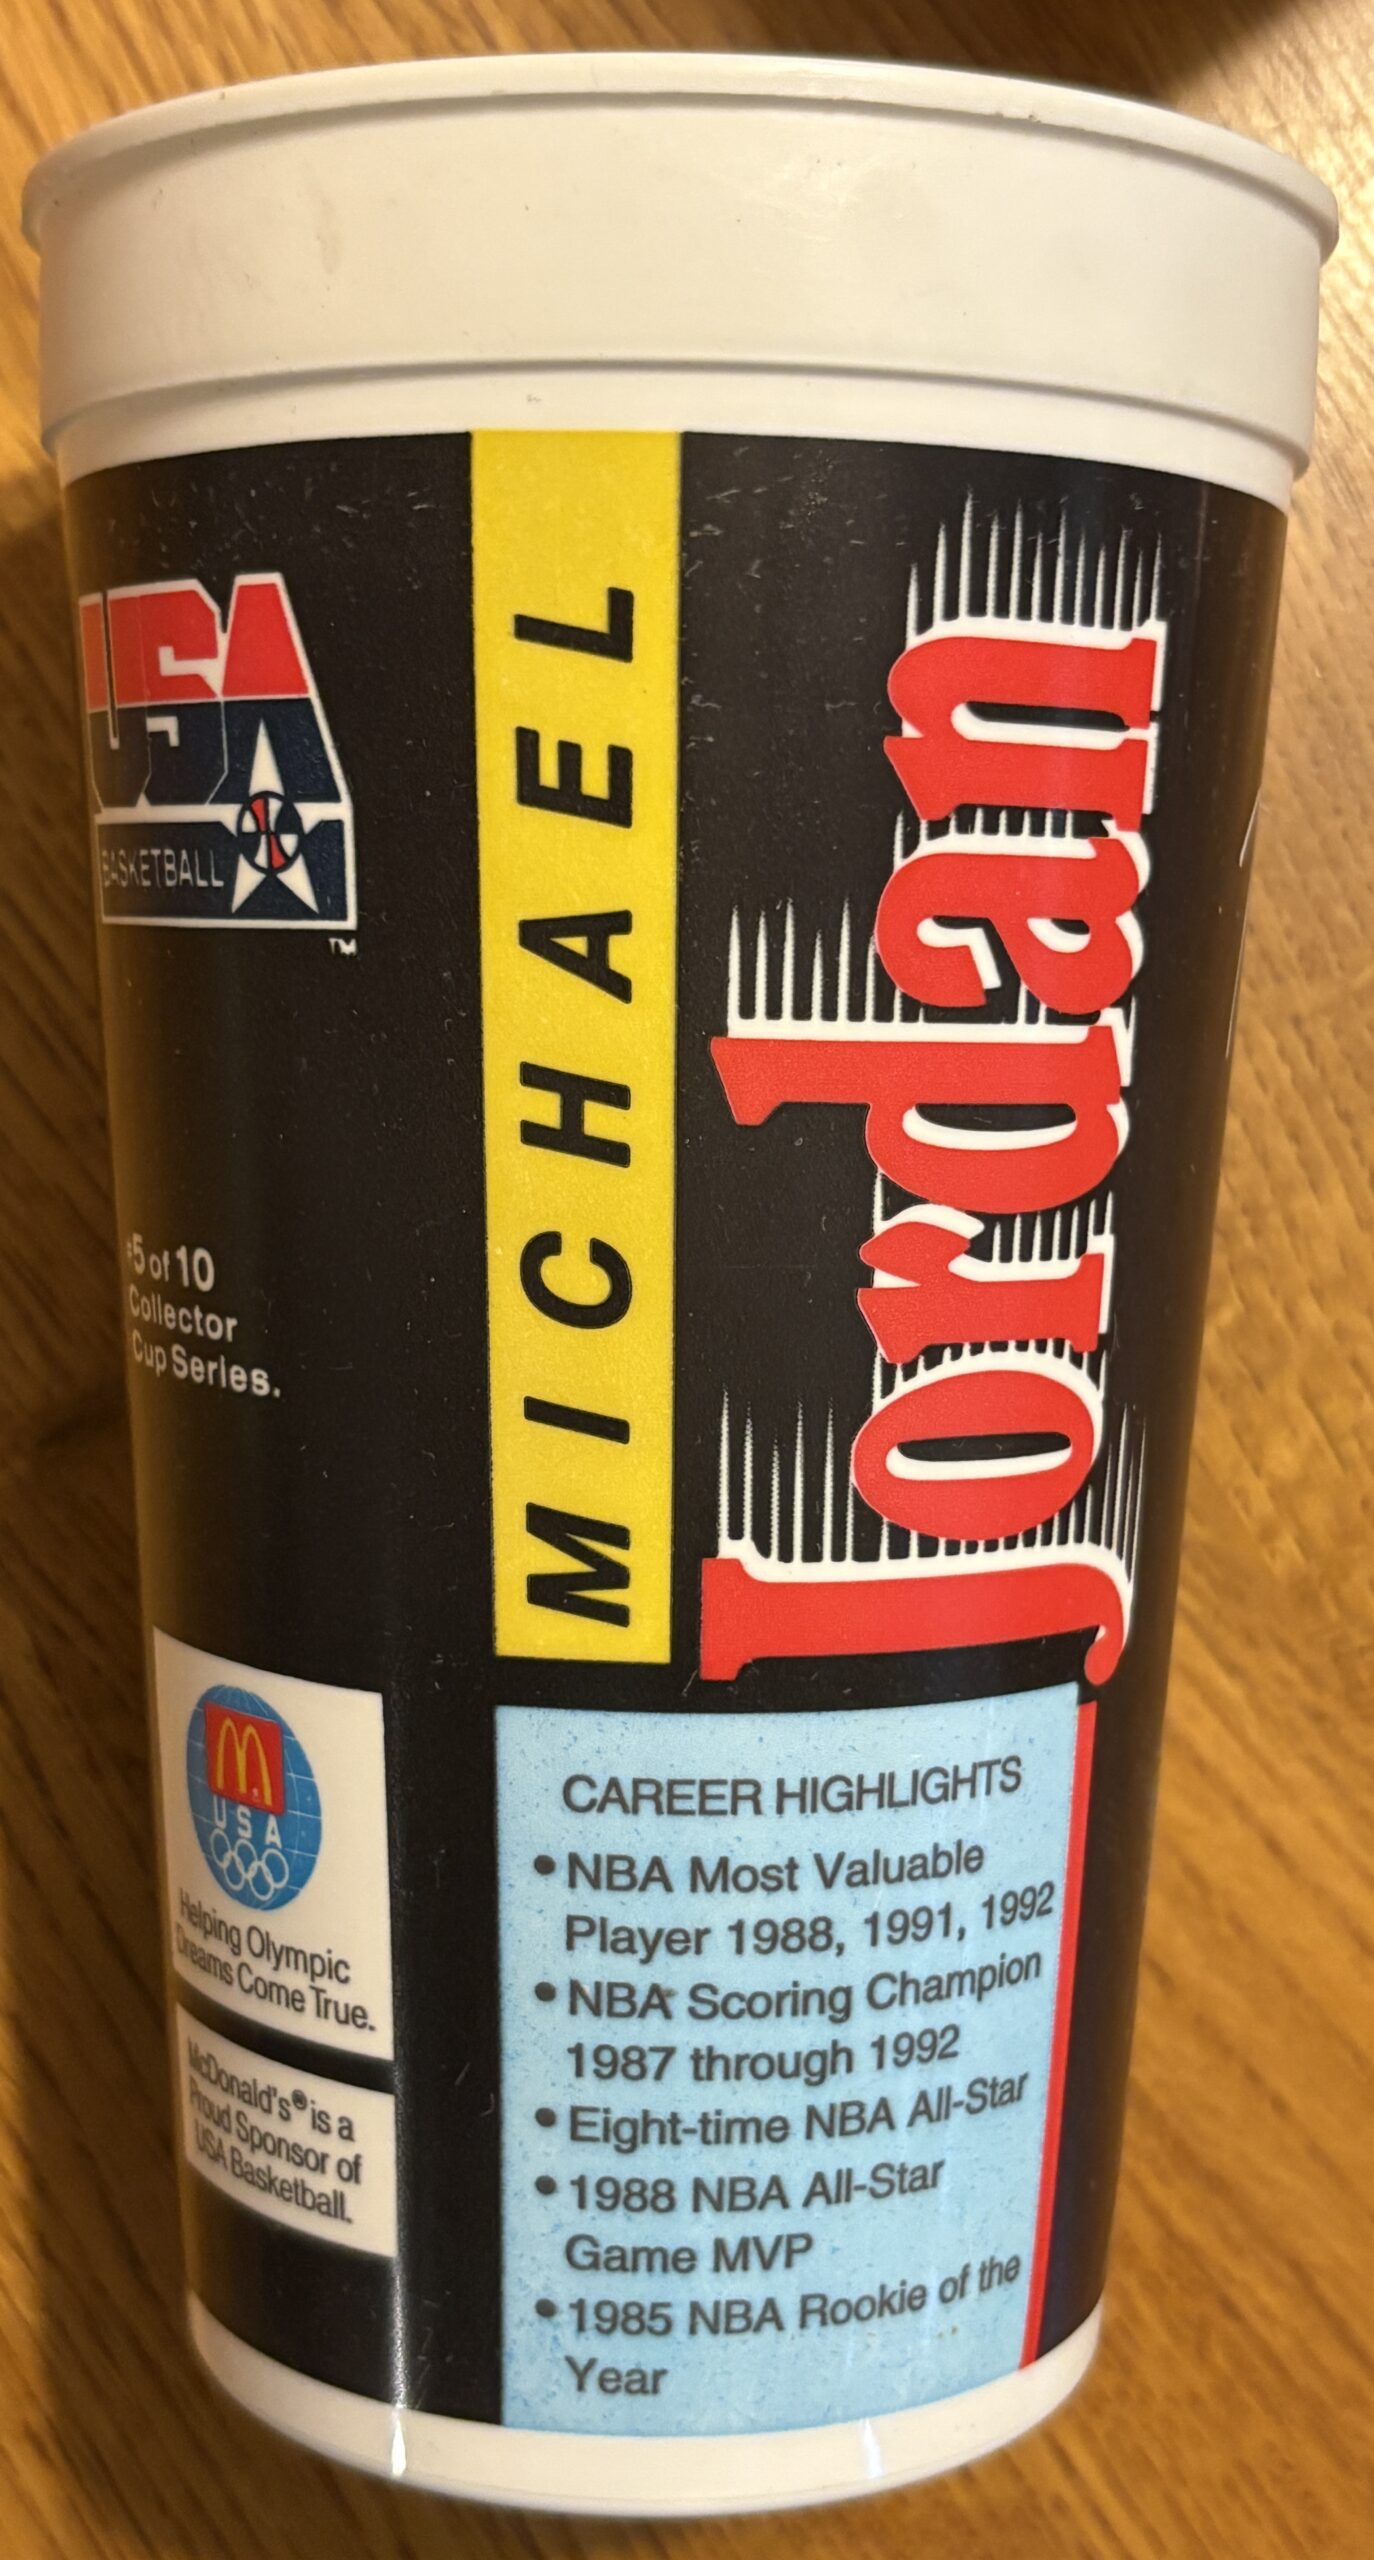 USA
BASKETBALL
TM
#5 of 10
Collector
Cup Series.
M
USA
Helping Olympic
Dreams Come True.
McDonald's® is a
Proud Sponsor of
USA Basketball.
MICHAEL
Jordan
CAREER HIGHLIGHTS
• NBA Most Valuable
Player 1988, 1991, 1992
• NBA Scoring Champion
1987 through 1992
• Eight-time NBA All-Star
• 1988 NBA All-Star
Game MVP
• 1985 NBA Rookie of the
Year